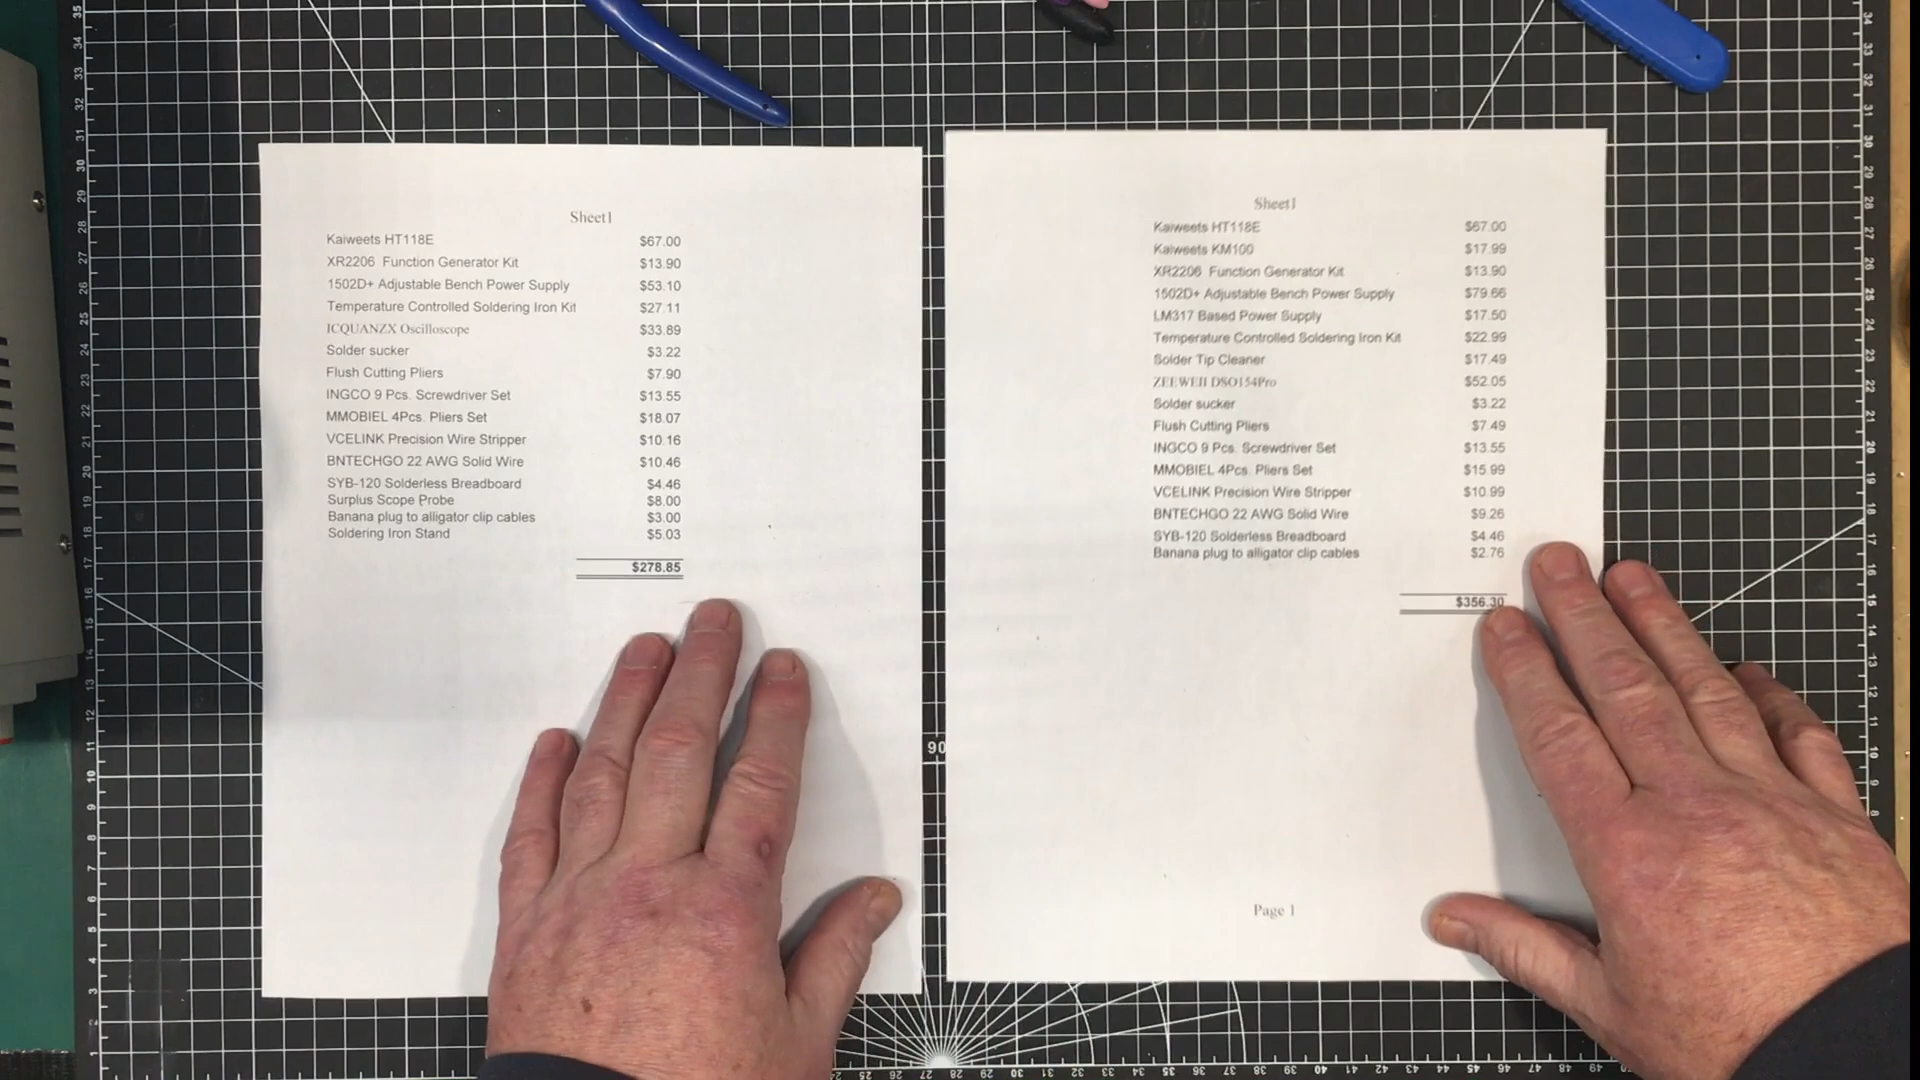 Sheet1
Kaiweets HT118E $67.00
XR2206 Function Generator Kit $13.90
1502D+ Adjustable Bench Power Supply $53.10
Temperature Controlled Soldering Iron Kit $27.11
ICQUANZX Oscilloscope $33.89
Solder sucker $3.22
Flush Cutting Pliers $7.90
INGCO 9 Pcs. Screwdriver Set $13.55
MMOBIEL 4Pcs. Pliers Set $18.07
VCELINK Precision Wire Stripper $10.16
BNTECHGO 22 AWG Solid Wire $10.46
SYB-120 Solderless Breadboard $4.46
Surplus Scope Probe $8.00
Banana plug to alligator clip cables $3.00
Soldering Iron Stand $5.03
$278.85
Sheet1
Kaiweets HT118E $67.00
Kaiweets KM100 $17.99
XR2206 Function Generator Kit $13.90
1502D+ Adjustable Bench Power Supply $79.66
LM317 Based Power Supply $17.50
Temperature Controlled Soldering Iron Kit $22.99
Solder Tip Cleaner $17.49
ZEEWEII DSO154Pro $52.05
Solder sucker $3.22
Flush Cutting Pliers $7.49
INGCO 9 Pcs. Screwdriver Set $13.55
MMOBIEL 4Pcs. Pliers Set $15.99
VCELINK Precision Wire Stripper $10.99
BNTECHGO 22 AWG Solid Wire $9.26
SYB-120 Solderless Breadboard $4.46
Banana plug to alligator clip cables $2.76
$356.30
Page 1
90